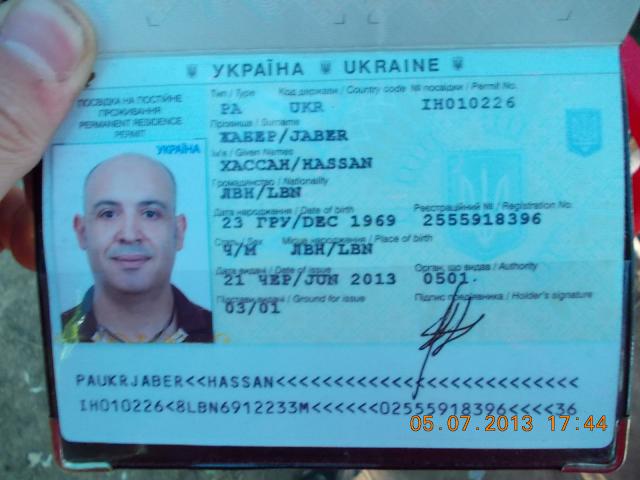 УКРАЇНА UKRAINE
ПОСВІДКА НА ПОСТІЙНЕ
ПРОЖИВАННЯ
PERMANENT RESIDENCE
PERMIT
УКРАЇНА
Тип / Type Код держави / Country code № посвідки / Permit No.
PA UKR IH010226
Прізвище / Surname
ЖАБЕР/JABER
Ім'я / Given Names
ХАССАН/HASSAN
Громадянство / Nationality
ЛВН/LBN
Дата народження / Date of birth Реєстраційний № / Registration No.
23 ГРУ/DEC 1969 2555918396
Стать / Sex Місце народження / Place of birth
Ч/M ЛВН/LBN
Дата видачі / Date of issue Орган, що видав / Authority
21 ЧЕР/JUN 2013 0501
Підстави видачі / Ground for issue Підпис пред'явника / Holder's signature
03/01
PAUKRJABER<<HASSAN<<<<<<<<<<<<<<<<<<<<<<<<<<
IH010226<8LBN6912233M<<<<<<02555918396<<<<36
05.07.2013 17:44